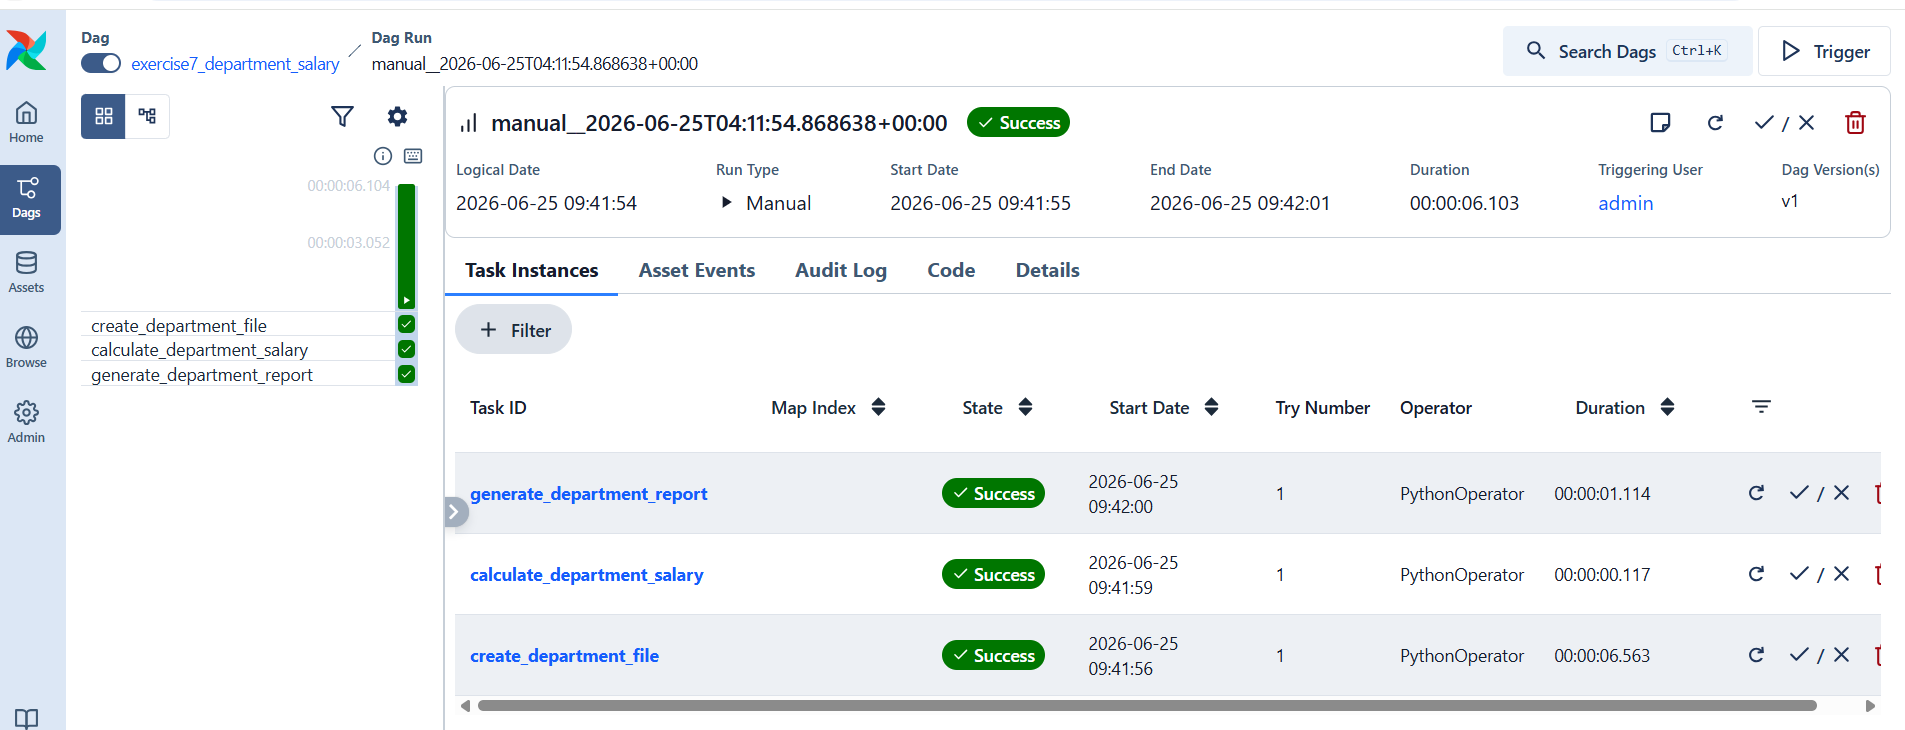 Dag
exercise7_department_salary
Dag Run
manual__2026-06-25T04:11:54.868638+00:00
Search Dags Ctrl+K
Trigger
Home
Dags
Assets
Browse
Admin
00:00:06.104
00:00:03.052
create_department_file
calculate_department_salary
generate_department_report
manual__2026-06-25T04:11:54.868638+00:00 Success
/
Logical Date Run Type Start Date End Date Duration Triggering User Dag Version(s)
2026-06-25 09:41:54 Manual 2026-06-25 09:41:55 2026-06-25 09:42:01 00:00:06.103 admin v1
Task Instances Asset Events Audit Log Code Details
+ Filter
Task ID Map Index State Start Date Try Number Operator Duration
generate_department_report Success 2026-06-25 09:42:00 1 PythonOperator 00:00:01.114 /
calculate_department_salary Success 2026-06-25 09:41:59 1 PythonOperator 00:00:00.117 /
create_department_file Success 2026-06-25 09:41:56 1 PythonOperator 00:00:06.563 /